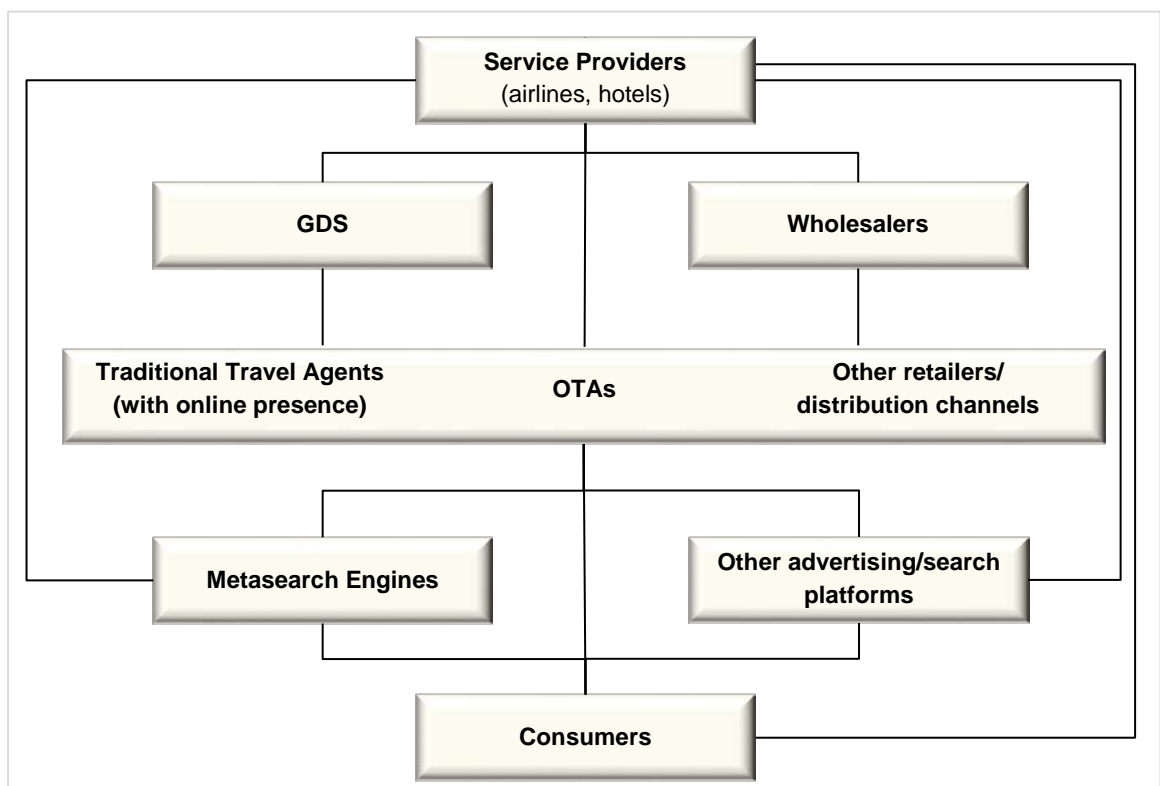 Service Providers
(airlines, hotels)
GDS
Wholesalers
Traditional Travel Agents
(with online presence)
OTAs
Other retailers/
distribution channels
Metasearch Engines
Other advertising/search
platforms
Consumers